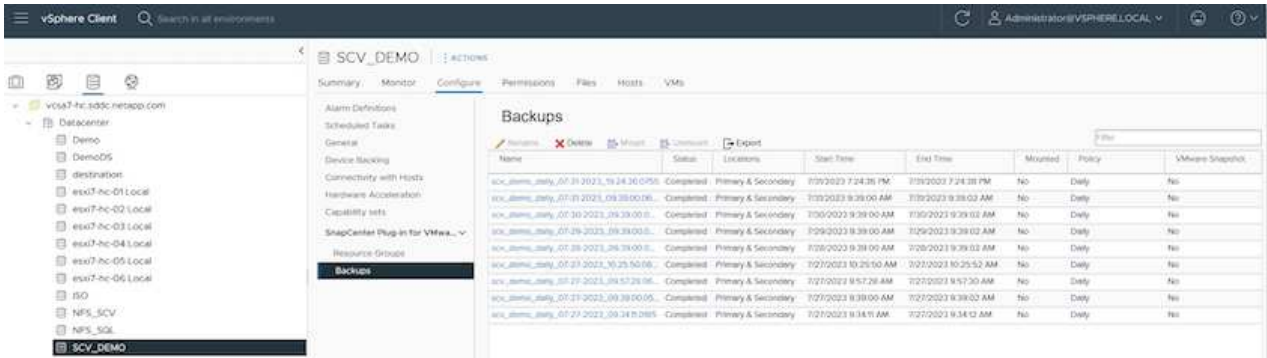 vSphere Client Search in all environments Administrator@VSPHERE.LOCAL
SCV_DEMO ACTIONS
Summary Monitor Configure Permissions Files Hosts VMs
vcsa7-hc.sddc.netapp.com
Datacenter
Demo
DemoDS
destination
esxi7-hc-01 Local
esxi7-hc-02 Local
esxi7-hc-03 Local
esxi7-hc-04 Local
esxi7-hc-05 Local
esxi7-hc-06 Local
ISO
NFS_SCV
NFS_SQL
SCV_DEMO
Alarm Definitions
Scheduled Tasks
General
Device Backing
Connectivity with Hosts
Hardware Acceleration
Capability sets
SnapCenter Plug-in for VMwa...
Resource Groups
Backups
Backups
Rename Delete Mount Unmount Export Filter
Name Status Locations Start Time End Time Mounted Policy VMware Snapshot
Completed Primary & Secondary 7/31/2023 7:24:36 PM 7/31/2023 7:24:38 PM No Daily No
Completed Primary & Secondary 7/31/2023 9:39:00 AM 7/31/2023 9:39:02 AM No Daily No
Completed Primary & Secondary 7/30/2023 9:39:00 AM 7/30/2023 9:39:02 AM No Daily No
Completed Primary & Secondary 7/29/2023 9:39:00 AM 7/29/2023 9:39:02 AM No Daily No
Completed Primary & Secondary 7/28/2023 9:39:00 AM 7/28/2023 9:39:02 AM No Daily No
Completed Primary & Secondary 7/27/2023 10:25:50 AM 7/27/2023 10:25:52 AM No Daily No
Completed Primary & Secondary 7/27/2023 9:57:28 AM 7/27/2023 9:57:30 AM No Daily No
Completed Primary & Secondary 7/27/2023 9:39:00 AM 7/27/2023 9:39:02 AM No Daily No
Completed Primary & Secondary 7/27/2023 9:34:11 AM 7/27/2023 9:34:12 AM No Daily No